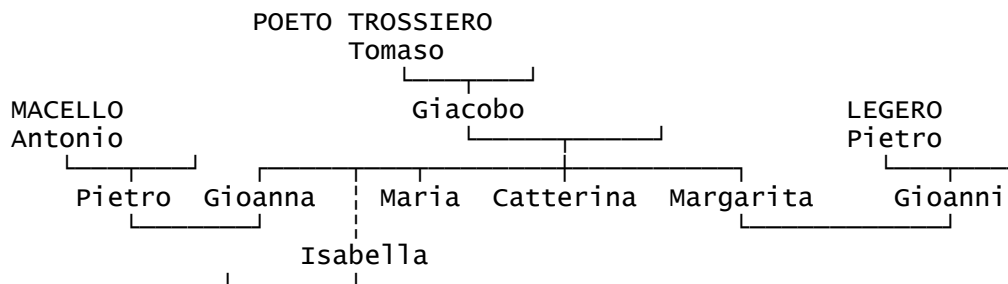 POETO TROSSIERO
Tomaso
MACELLO Giacobo LEGERO
Antonio Pietro
Pietro Gioanna Maria Catterina Margarita Gioanni
Isabella